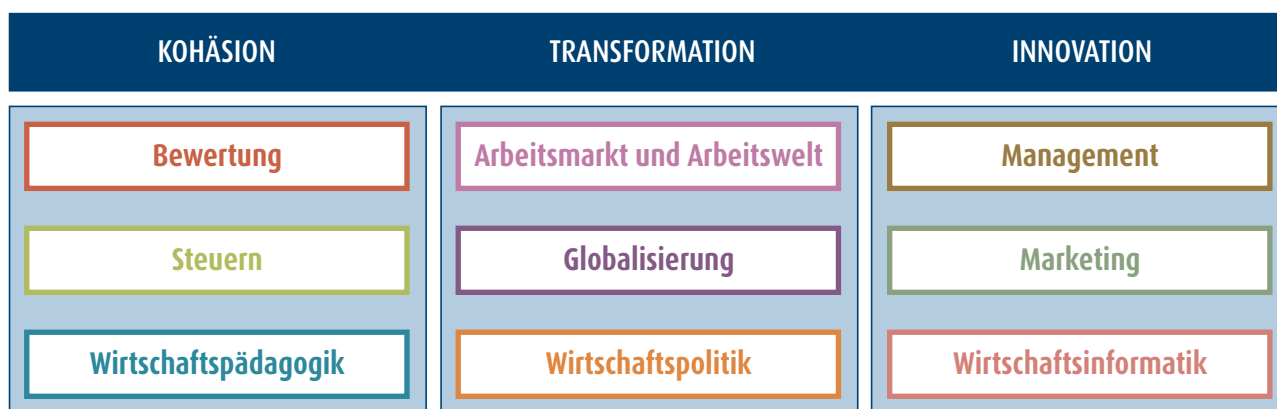 KOHÄSION
TRANSFORMATION
INNOVATION
Bewertung
Arbeitsmarkt und Arbeitswelt
Management
Steuern
Globalisierung
Marketing
Wirtschaftspädagogik
Wirtschaftspolitik
Wirtschaftsinformatik